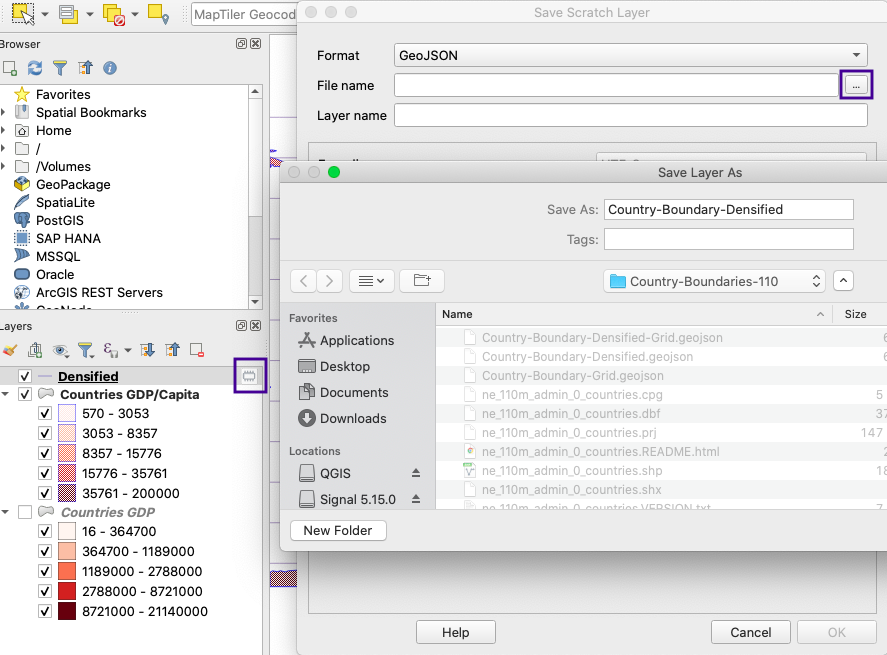 MapTiler Geocod
Browser
Favorites
Spatial Bookmarks
Home
/
/Volumes
GeoPackage
SpatiaLite
PostGIS
SAP HANA
MSSQL
Oracle
ArcGIS REST Servers
GeoNode
Layers
Densified
Countries GDP/Capita
570 - 3053
3053 - 8357
8357 - 15776
15776 - 35761
35761 - 200000
Countries GDP
16 - 364700
364700 - 1189000
1189000 - 2788000
2788000 - 8721000
8721000 - 21140000
Save Scratch Layer
Format GeoJSON
File name ...
Layer name
Save Layer As
Save As: Country-Boundary-Densified
Tags:
Country-Boundaries-110
Favorites
Applications
Desktop
Documents
Downloads
Locations
QGIS
Signal 5.15.0
Name Size
Country-Boundary-Densified-Grid.geojson 6
Country-Boundary-Densified.geojson 6
Country-Boundary-Grid.geojson
ne_110m_admin_0_countries.cpg 5
ne_110m_admin_0_countries.dbf 37
ne_110m_admin_0_countries.prj 147
ne_110m_admin_0_countries.README.html 2
ne_110m_admin_0_countries.shp 18
ne_110m_admin_0_countries.shx
ne_110m_admin_0_countries.VERSION.txt 7
New Folder
Help Cancel OK